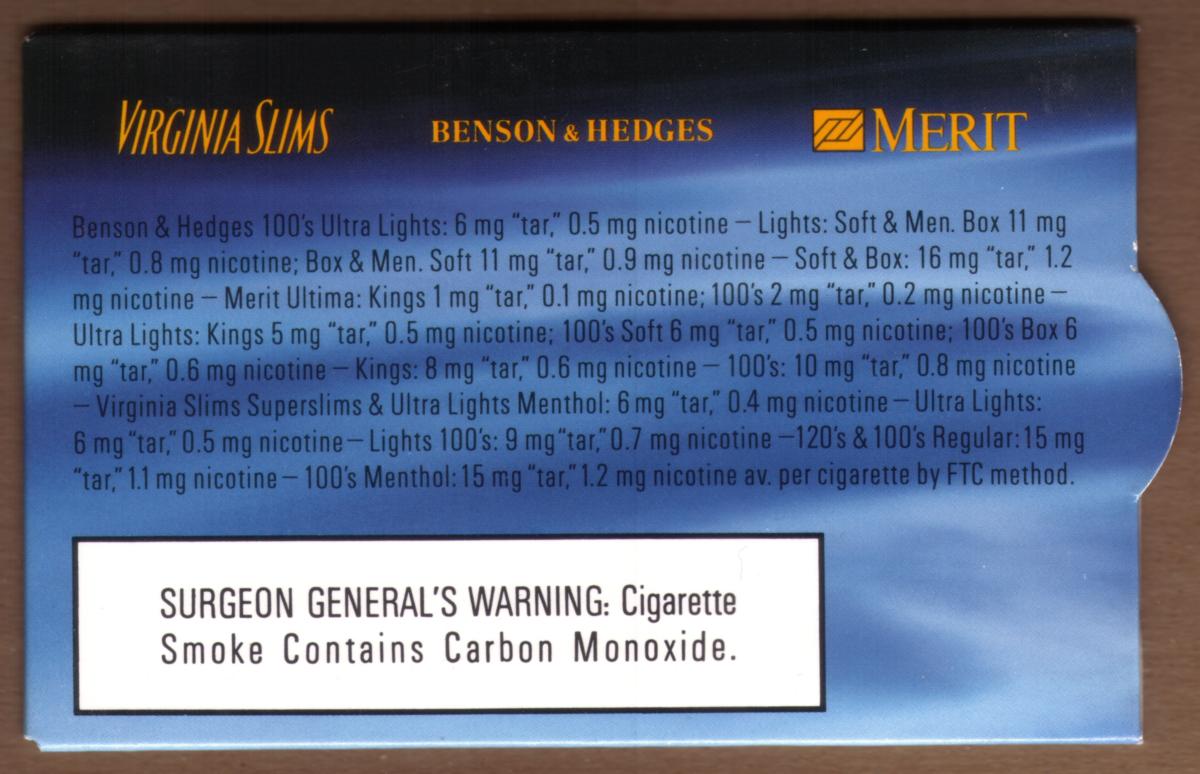 VIRGINIA SLIMS
BENSON & HEDGES
MERIT
Benson & Hedges 100's Ultra Lights: 6 mg “tar,” 0.5 mg nicotine – Lights: Soft & Men. Box 11 mg
“tar,” 0.8 mg nicotine; Box & Men. Soft 11 mg “tar,” 0.9 mg nicotine – Soft & Box: 16 mg “tar,” 1.2
mg nicotine – Merit Ultima: Kings 1 mg “tar,” 0.1 mg nicotine; 100's 2 mg “tar,” 0.2 mg nicotine –
Ultra Lights: Kings 5 mg “tar,” 0.5 mg nicotine; 100's Soft 6 mg “tar,” 0.5 mg nicotine; 100's Box 6
mg “tar,” 0.6 mg nicotine – Kings: 8 mg “tar,” 0.6 mg nicotine – 100's: 10 mg “tar,” 0.8 mg nicotine
– Virginia Slims Superslims & Ultra Lights Menthol: 6 mg “tar,” 0.4 mg nicotine – Ultra Lights:
6 mg “tar,” 0.5 mg nicotine – Lights 100's: 9 mg “tar,” 0.7 mg nicotine – 120's & 100's Regular: 15 mg
“tar,” 1.1 mg nicotine – 100's Menthol: 15 mg “tar,” 1.2 mg nicotine av. per cigarette by FTC method.
SURGEON GENERAL'S WARNING: Cigarette
Smoke Contains Carbon Monoxide.